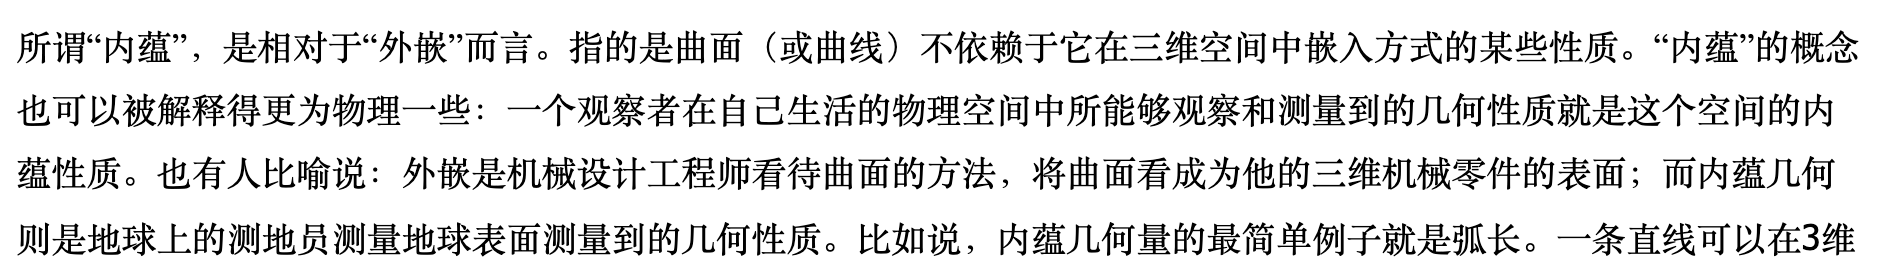 所谓“内蕴”，是相对于“外嵌”而言。指的是曲面（或曲线）不依赖于它在三维空间中嵌入方式的某些性质。“内蕴”的概念
也可以被解释得更为物理一些：一个观察者在自己生活的物理空间中所能够观察和测量到的几何性质就是这个空间的内
蕴性质。也有人比喻说：外嵌是机械设计工程师看待曲面的方法，将曲面看成为他的三维机械零件的表面；而内蕴几何
则是地球上的测地员测量地球表面测量到的几何性质。比如说，内蕴几何量的最简单例子就是弧长。一条直线可以在3维